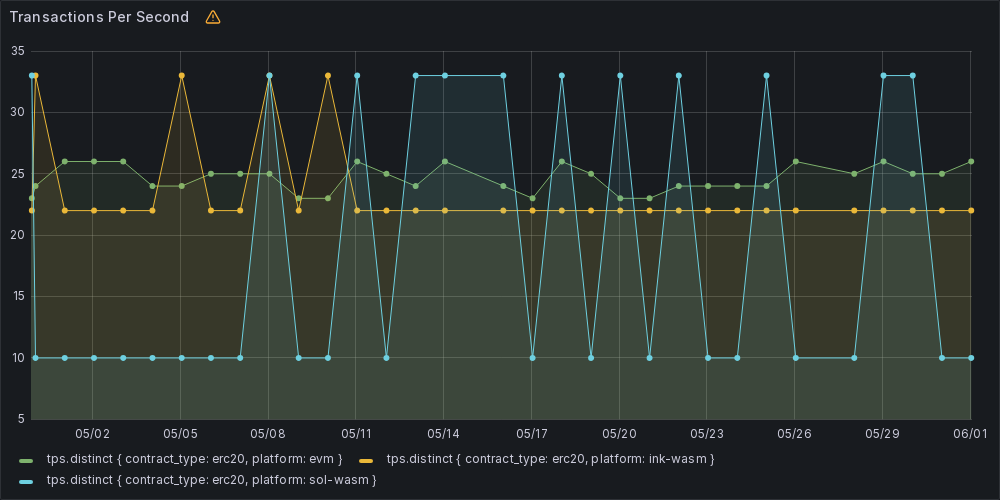 Transactions Per Second
35
30
25
20
15
10
5
05/02 05/05 05/08 05/11 05/14 05/17 05/20 05/23 05/26 05/29 06/01
tps.distinct { contract_type: erc20, platform: evm } tps.distinct { contract_type: erc20, platform: ink-wasm }
tps.distinct { contract_type: erc20, platform: sol-wasm }